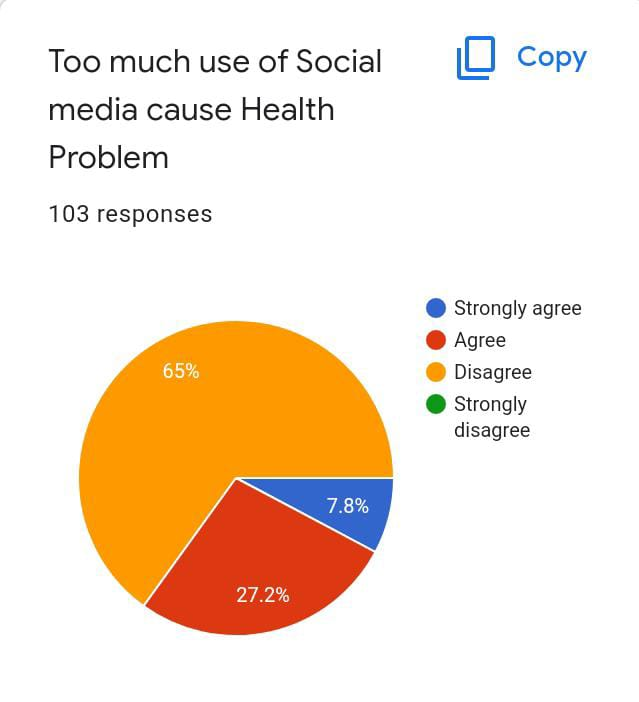 Too much use of Social
media cause Health
Problem
Copy
103 responses
Strongly agree
Agree
Disagree
Strongly
disagree
65%
7.8%
27.2%